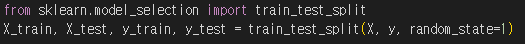 from sklearn.model_selection import train_test_split
X_train, X_test, y_train, y_test = train_test_split(X, y, random_state=1)